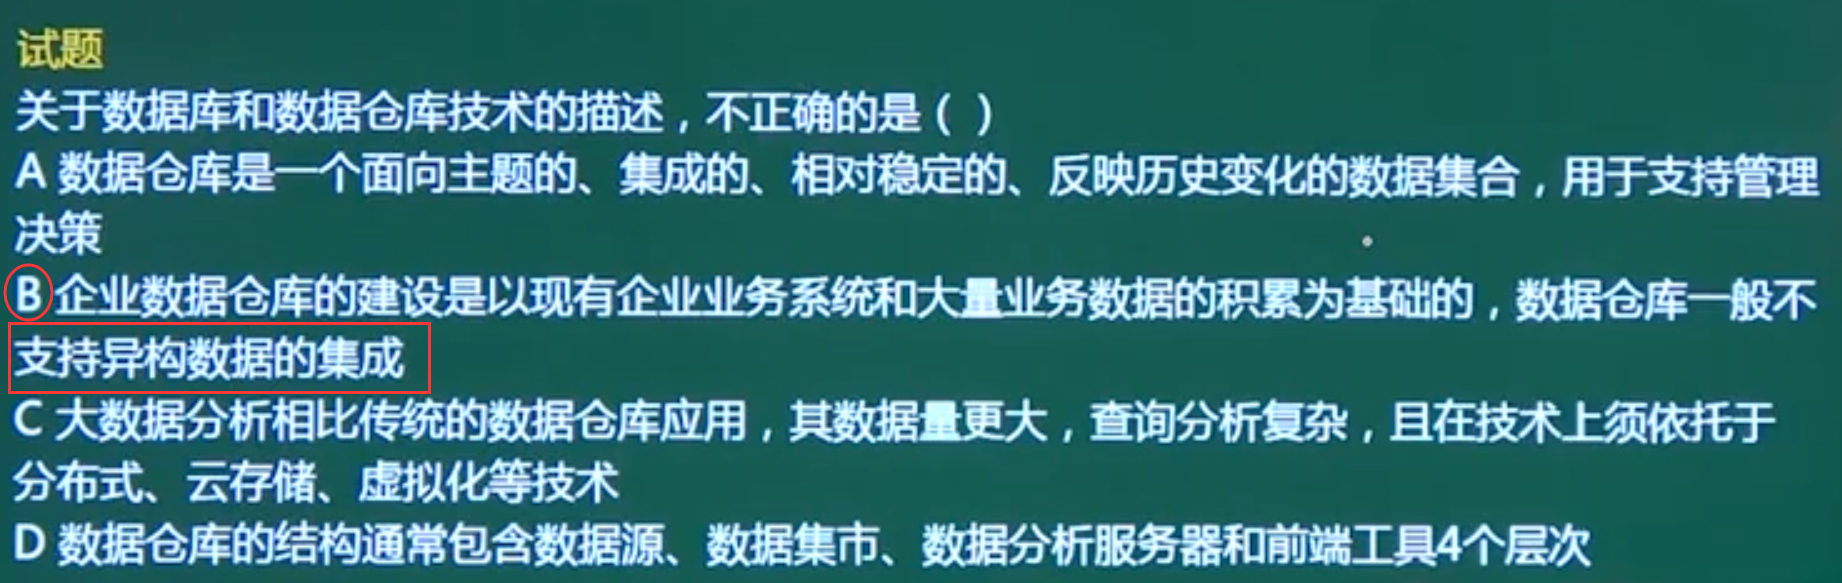 试题
关于数据库和数据仓库技术的描述，不正确的是（ ）
A 数据仓库是一个面向主题的、集成的、相对稳定的、反映历史变化的数据集合，用于支持管理
决策
B 企业数据仓库的建设是以现有企业业务系统和大量业务数据的积累为基础的，数据仓库一般不
支持异构数据的集成
C 大数据分析相比传统的数据仓库应用，其数据量更大，查询分析复杂，且在技术上须依托于
分布式、云存储、虚拟化等技术
D 数据仓库的结构通常包含数据源、数据集市、数据分析服务器和前端工具4个层次